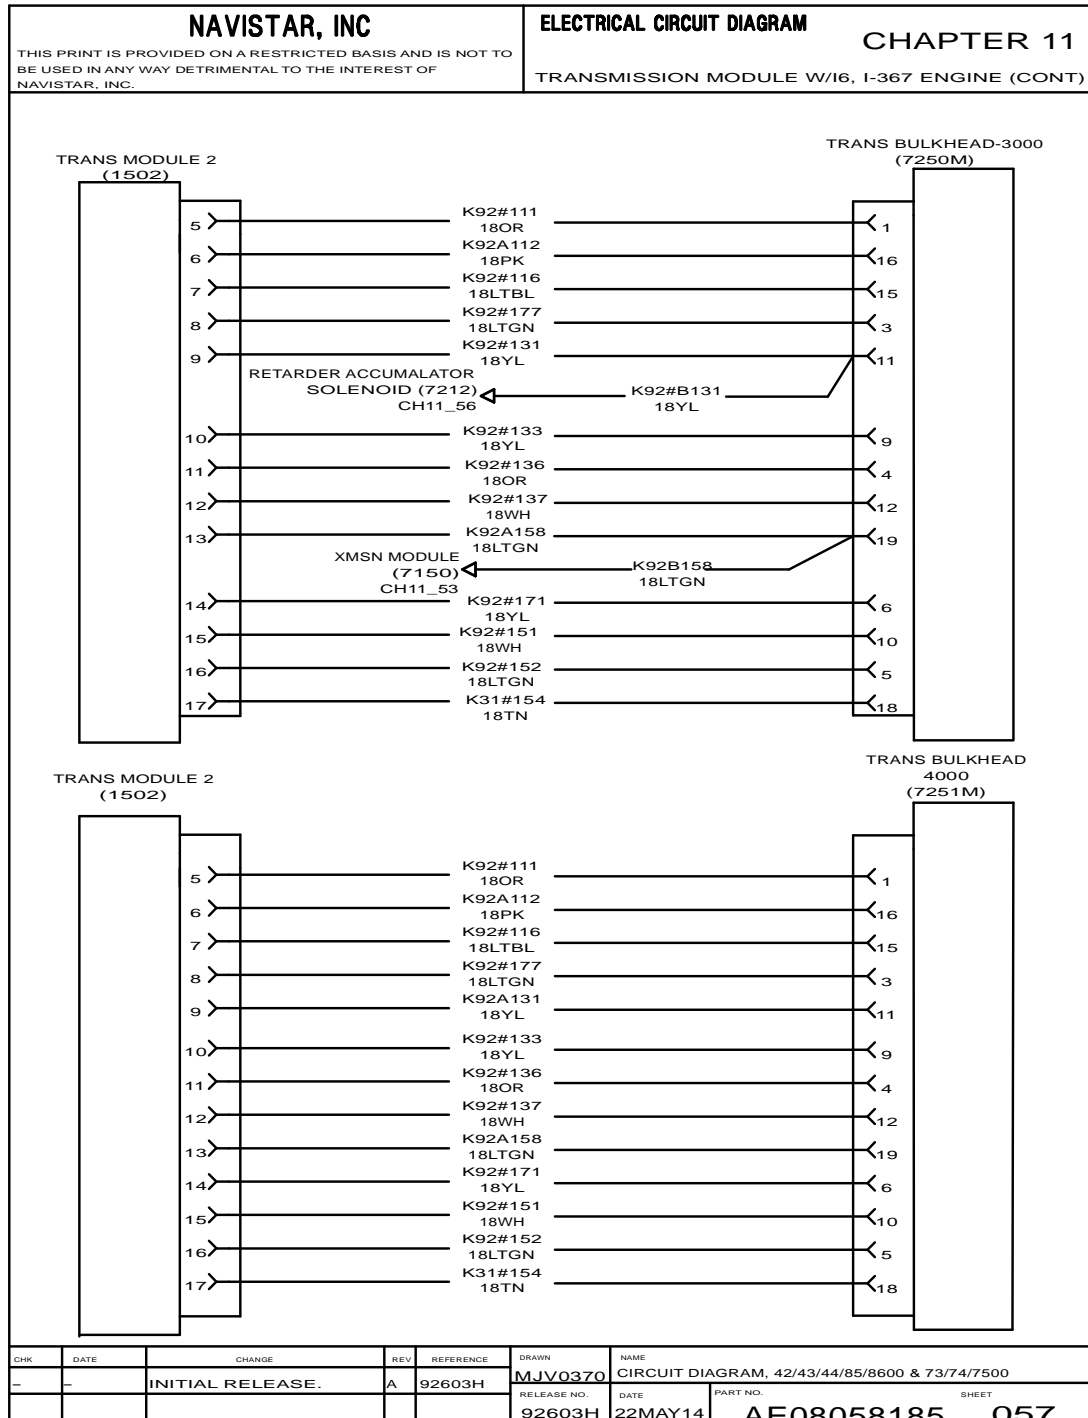 NAVISTAR, INC
THIS PRINT IS PROVIDED ON A RESTRICTED BASIS AND IS NOT TO
BE USED IN ANY WAY DETRIMENTAL TO THE INTEREST OF
NAVISTAR, INC.
ELECTRICAL CIRCUIT DIAGRAM
CHAPTER 11
TRANSMISSION MODULE W/I6, I-367 ENGINE (CONT)
TRANS MODULE 2
(1502)
TRANS BULKHEAD-3000
(7250M)
5 K92#111 1
18OR
6 K92A112 16
18PK
7 K92#116 15
18LTBL
8 K92#177 3
18LTGN
9 K92#131 11
18YL
RETARDER ACCUMALATOR
SOLENOID (7212)
CH11_56
K92#B131
18YL
10 K92#133 9
18YL
11 K92#136 4
18OR
12 K92#137 12
18WH
13 K92A158 19
18LTGN
XMSN MODULE
(7150)
CH11_53
K92B158
18LTGN
14 K92#171 6
18YL
15 K92#151 10
18WH
16 K92#152 5
18LTGN
17 K31#154 18
18TN
TRANS MODULE 2
(1502)
TRANS BULKHEAD
4000
(7251M)
5 K92#111 1
18OR
6 K92A112 16
18PK
7 K92#116 15
18LTBL
8 K92#177 3
18LTGN
9 K92A131 11
18YL
10 K92#133 9
18YL
11 K92#136 4
18OR
12 K92#137 12
18WH
13 K92A158 19
18LTGN
14 K92#171 6
18YL
15 K92#151 10
18WH
16 K92#152 5
18LTGN
17 K31#154 18
18TN
CHK DATE CHANGE REV REFERENCE DRAWN NAME
– – INITIAL RELEASE. A 92603H MJV0370 CIRCUIT DIAGRAM, 42/43/44/85/8600 & 73/74/7500
RELEASE NO. DATE PART NO. SHEET
92603H 22MAY14 AE08058185 057